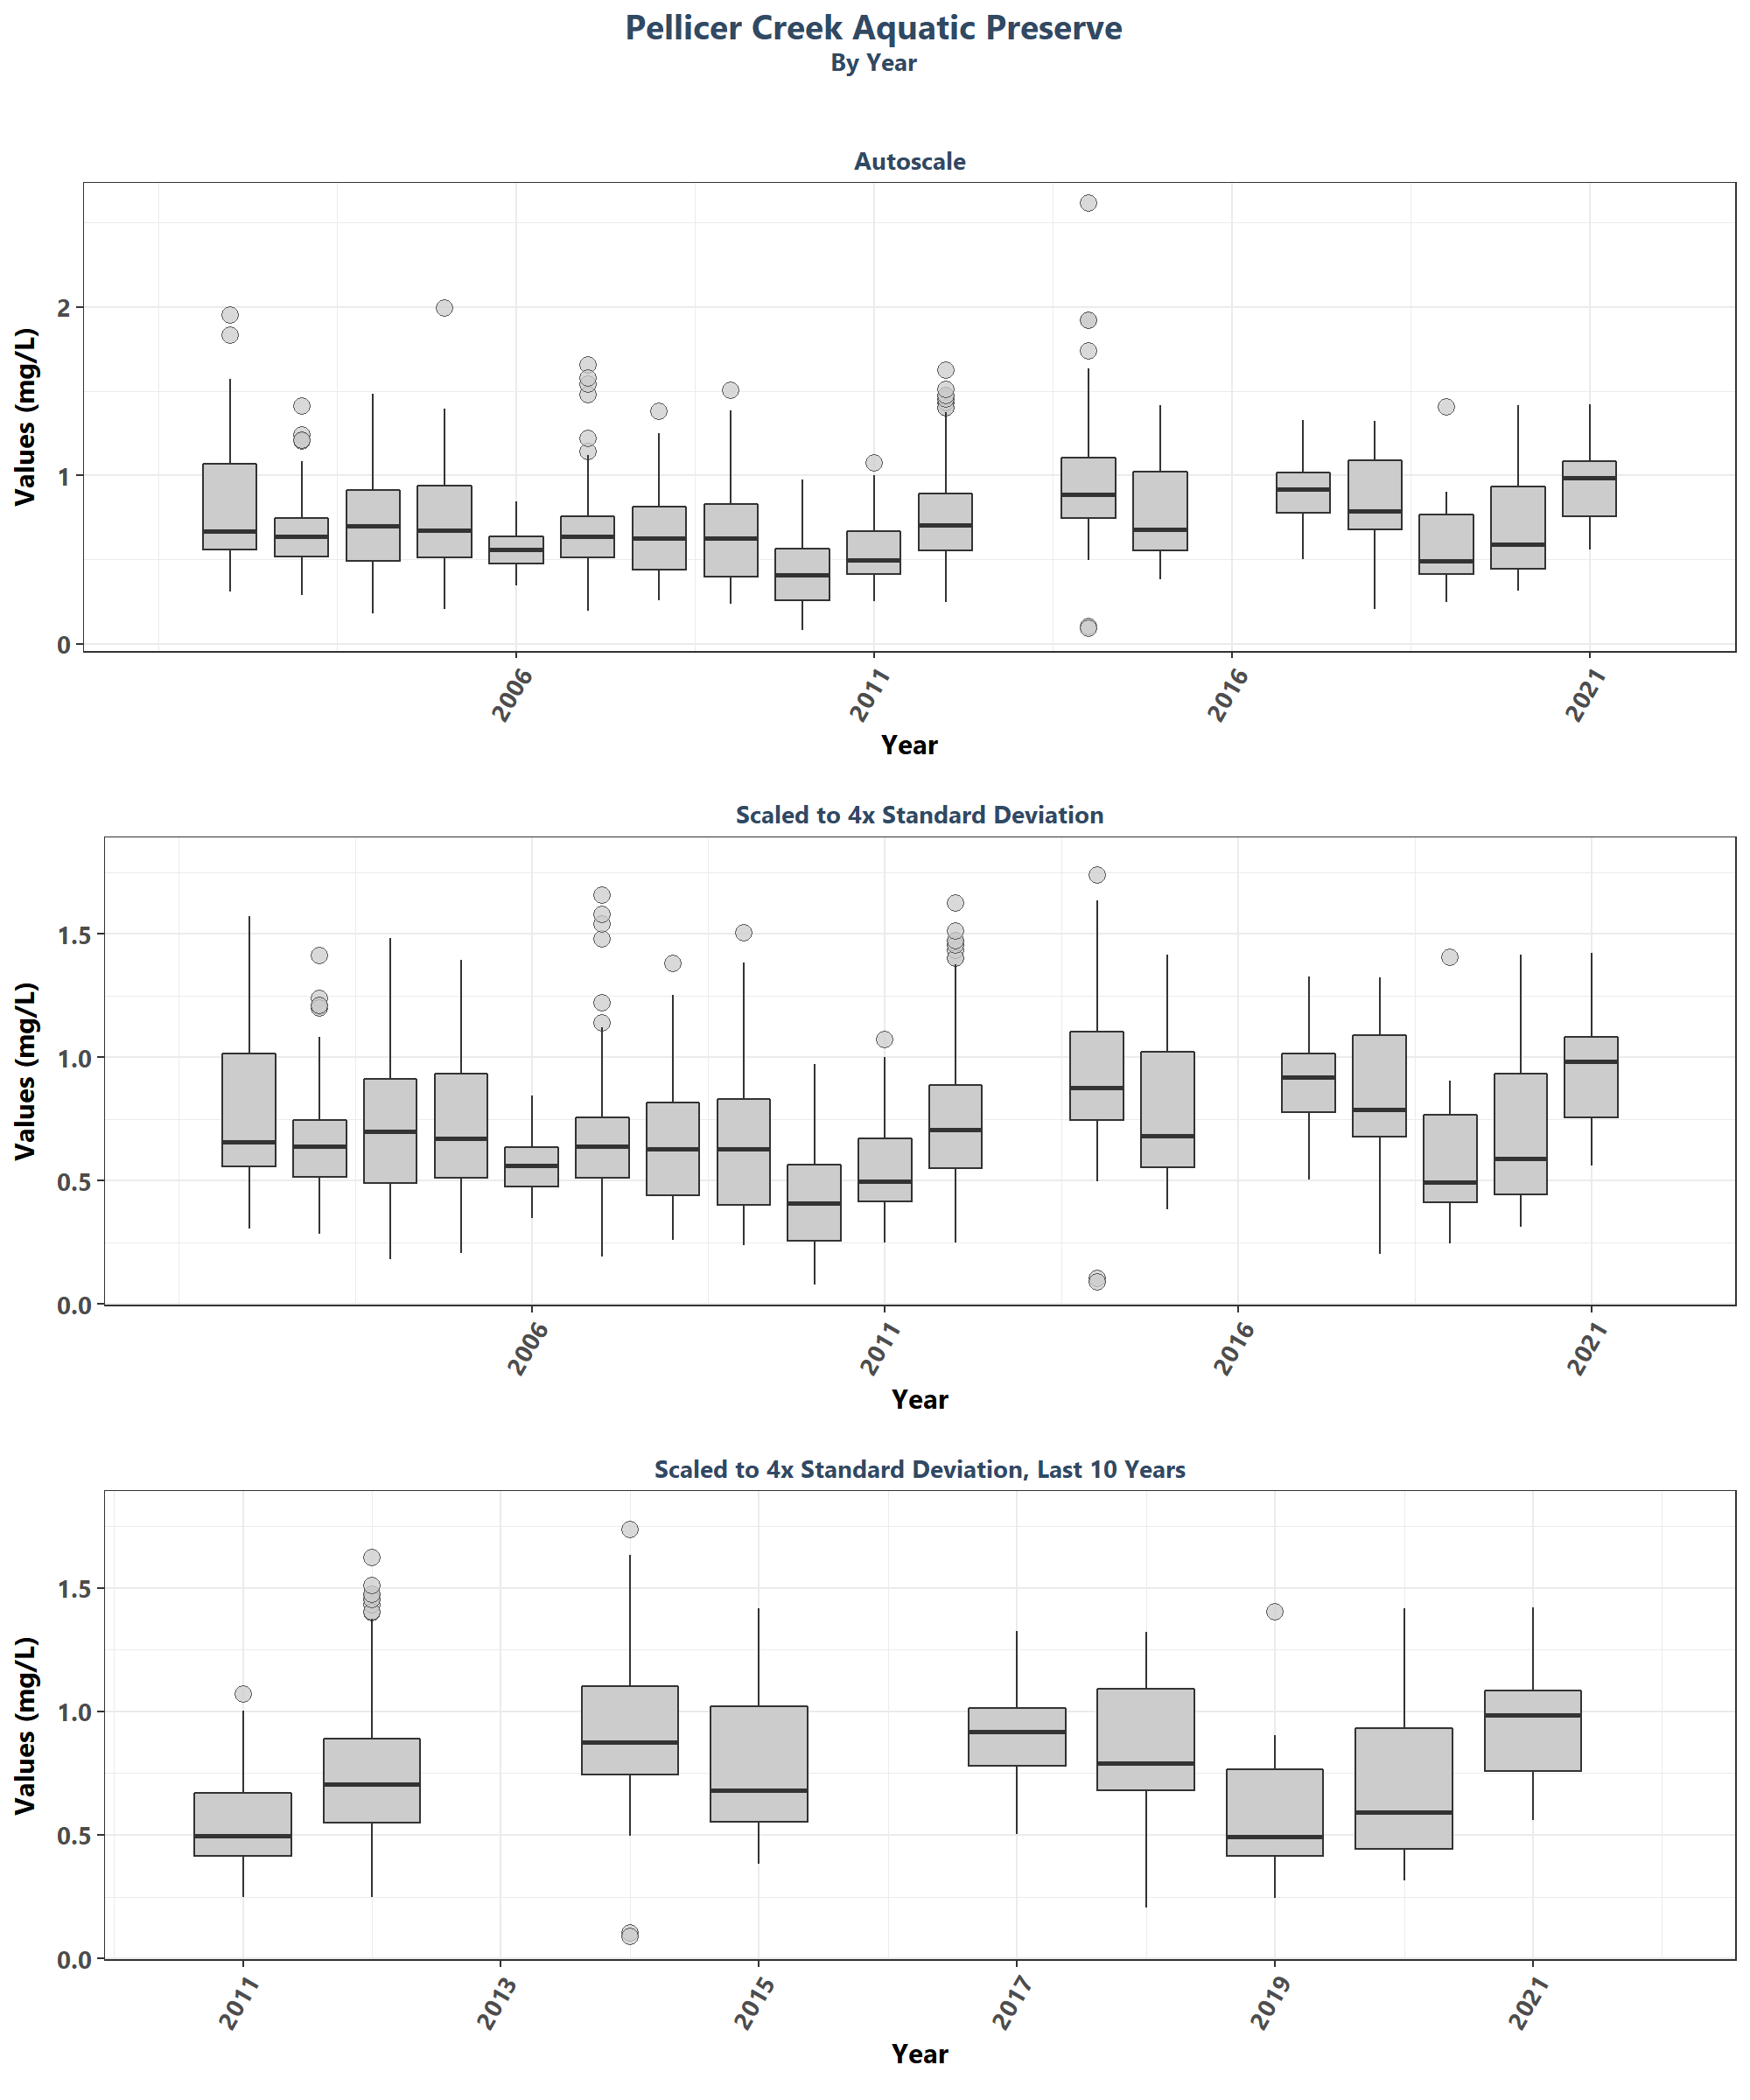 Pellicer Creek Aquatic Preserve
By Year
Autoscale
Values (mg/L)
2
1
0
2006
2011
2016
2021
Year
Scaled to 4x Standard Deviation
Values (mg/L)
1.5
1.0
0.5
0.0
2006
2011
2016
2021
Year
Scaled to 4x Standard Deviation, Last 10 Years
Values (mg/L)
1.5
1.0
0.5
0.0
2011
2013
2015
2017
2019
2021
Year